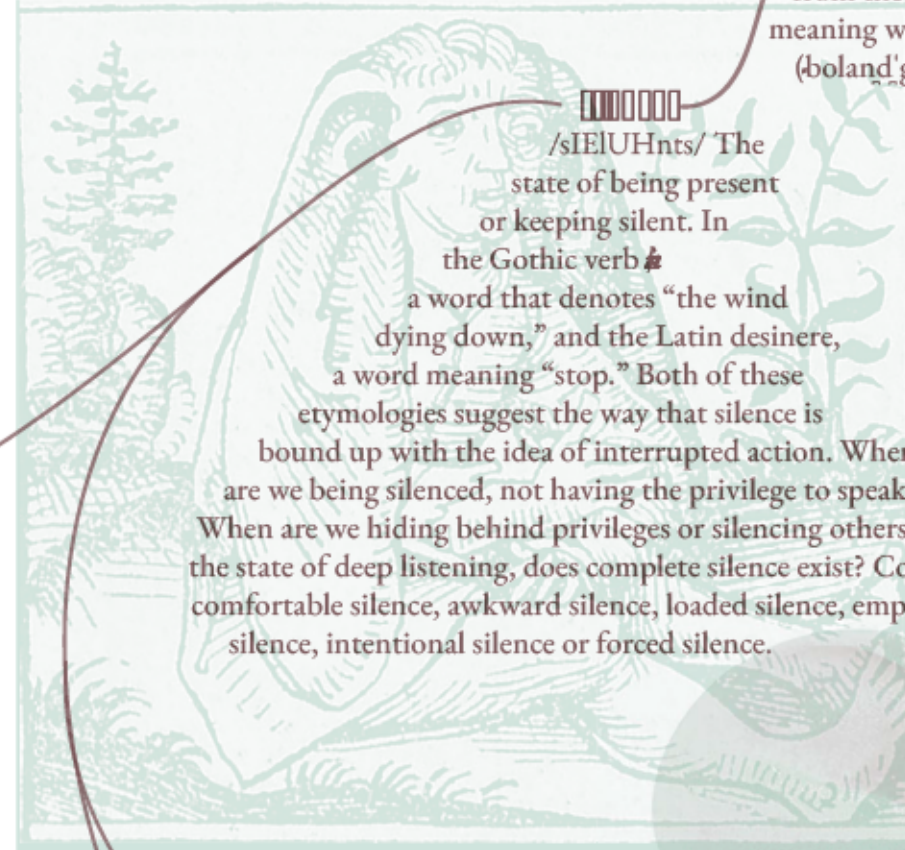 meaning w
(boland'g
/sIElUHnts/ The
state of being present
or keeping silent. In
the Gothic verb
a word that denotes “the wind
dying down,” and the Latin desinere,
a word meaning “stop.” Both of these
etymologies suggest the way that silence is
bound up with the idea of interrupted action. When
are we being silenced, not having the privilege to speak
When are we hiding behind privileges or silencing others
the state of deep listening, does complete silence exist? Co
comfortable silence, awkward silence, loaded silence, emp
silence, intentional silence or forced silence.